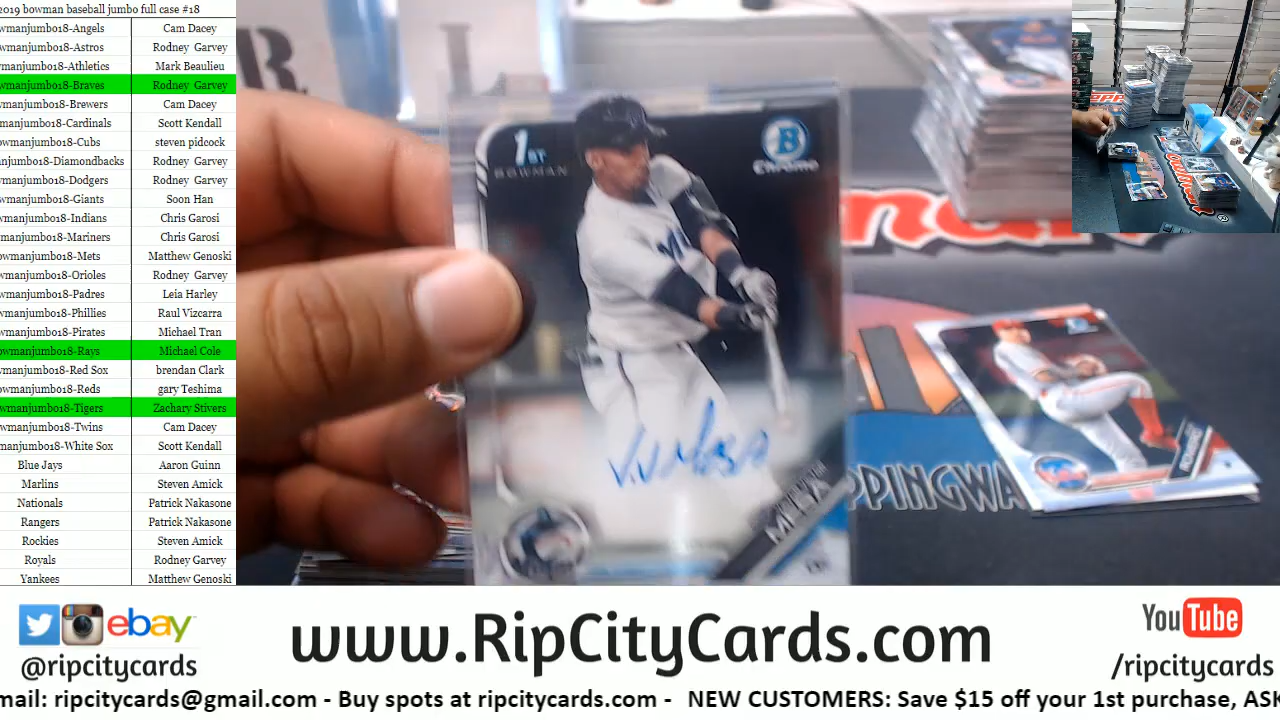 2019 bowman baseball jumbo full case #18
wmanjumbo18-Angels Cam Dacey
wmanjumbo18-Astros Rodney Garvey
wmanjumbo18-Athletics Mark Beaulieu
wmanjumbo18-Braves Rodney Garvey
wmanjumbo18-Brewers Cam Dacey
wmanjumbo18-Cardinals Scott Kendall
wmanjumbo18-Cubs steven pidcock
anjumbo18-Diamondbacks Rodney Garvey
wmanjumbo18-Dodgers Rodney Garvey
wmanjumbo18-Giants Soon Han
wmanjumbo18-Indians Chris Garosi
wmanjumbo18-Mariners Chris Garosi
wmanjumbo18-Mets Matthew Genoski
wmanjumbo18-Orioles Rodney Garvey
wmanjumbo18-Padres Leia Harley
wmanjumbo18-Phillies Raul Vizcarra
wmanjumbo18-Pirates Michael Tran
wmanjumbo18-Rays Michael Cole
wmanjumbo18-Red Sox brendan Clark
wmanjumbo18-Reds gary Teshima
wmanjumbo18-Tigers Zachary Stivers
wmanjumbo18-Twins Cam Dacey
manjumbo18-White Sox Scott Kendall
Blue Jays Aaron Guinn
Marlins Steven Amick
Nationals Patrick Nakasone
Rangers Patrick Nakasone
Rockies Steven Amick
Royals Rodney Garvey
Yankees Matthew Genoski
1ST
BOWMAN
B
Chrome
MESA
RICHARDS
PPINGWA
ebay
@ripcitycards
www.RipCityCards.com
YouTube
/ripcitycards
mail: ripcitycards@gmail.com - Buy spots at ripcitycards.com - NEW CUSTOMERS: Save $15 off your 1st purchase, ASK